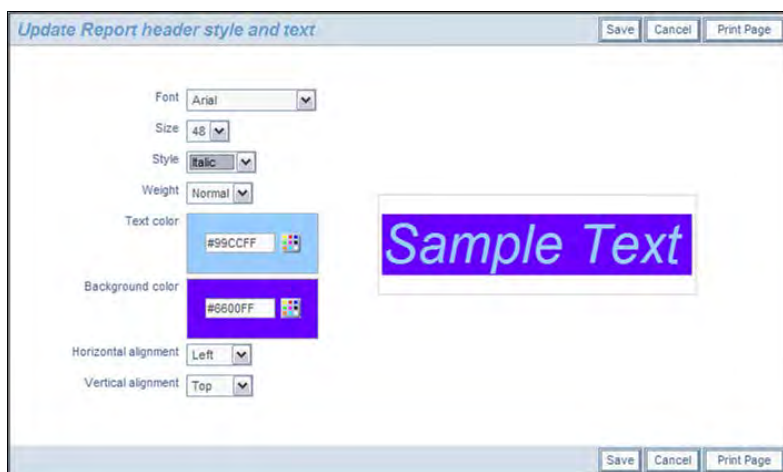 Update Report header style and text
Save Cancel Print Page
Font Arial
Size 48
Style Italic
Weight Normal
Text color
#99CCFF
Sample Text
Background color
#6600FF
Horizontal alignment Left
Vertical alignment Top
Save Cancel Print Page